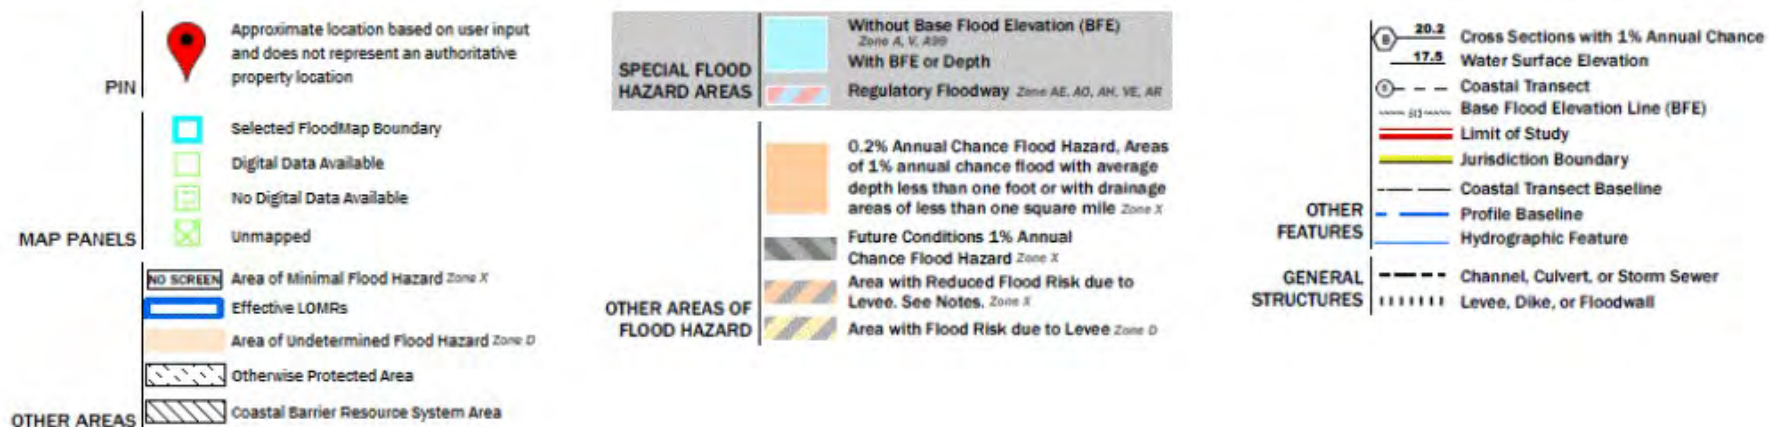 Approximate location based on user input
and does not represent an authoritative
property location
PIN
Selected FloodMap Boundary
Digital Data Available
No Digital Data Available
Unmapped
MAP PANELS
NO SCREEN Area of Minimal Flood Hazard Zone X
Effective LOMRs
Area of Undetermined Flood Hazard Zone D
Otherwise Protected Area
Coastal Barrier Resource System Area
OTHER AREAS
Without Base Flood Elevation (BFE)
Zone A, V, A99
With BFE or Depth
Regulatory Floodway Zone AE, AO, AH, VE, AR
SPECIAL FLOOD
HAZARD AREAS
0.2% Annual Chance Flood Hazard, Areas
of 1% annual chance flood with average
depth less than one foot or with drainage
areas of less than one square mile Zone X
Future Conditions 1% Annual
Chance Flood Hazard Zone X
Area with Reduced Flood Risk due to
Levee. See Notes. Zone X
Area with Flood Risk due to Levee Zone D
OTHER AREAS OF
FLOOD HAZARD
B 20.2 Cross Sections with 1% Annual Chance
17.5 Water Surface Elevation
Coastal Transect
513 Base Flood Elevation Line (BFE)
Limit of Study
Jurisdiction Boundary
Coastal Transect Baseline
Profile Baseline
Hydrographic Feature
OTHER
FEATURES
Channel, Culvert, or Storm Sewer
Levee, Dike, or Floodwall
GENERAL
STRUCTURES